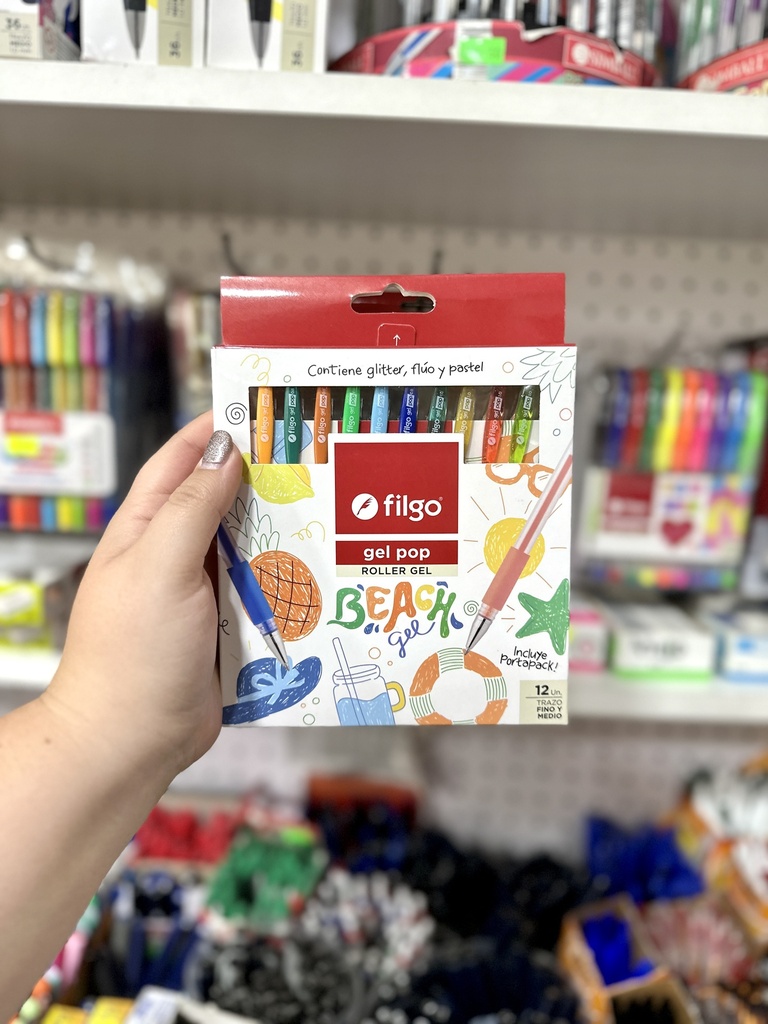 Contiene glitter, flúo y pastel
filgo
gel pop
ROLLER GEL
BEACH
gel
Incluye
Portapack!
12 Un.
TRAZO
FINO Y
MEDIO